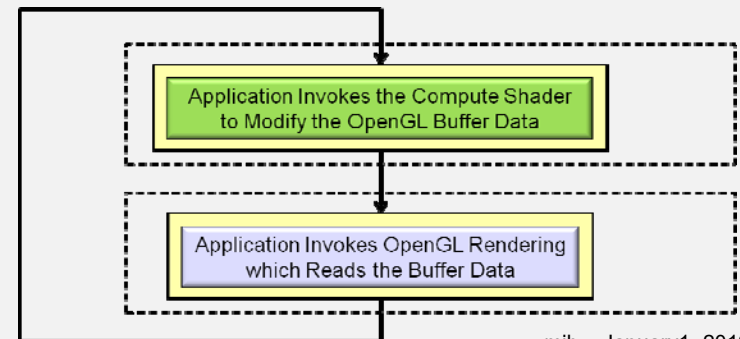 Application Invokes the Compute Shader
to Modify the OpenGL Buffer Data
Application Invokes OpenGL Rendering
which Reads the Buffer Data